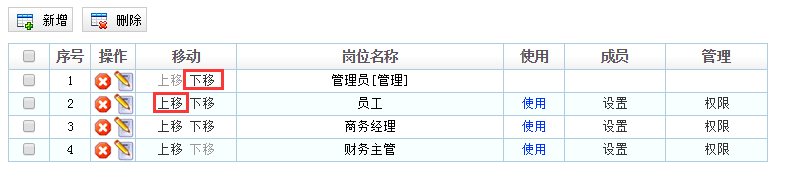 新增 删除
序号 操作 移动 岗位名称 使用 成员 管理
1 上移 下移 管理员[管理]
2 上移 下移 员工 使用 设置 权限
3 上移 下移 商务经理 使用 设置 权限
4 上移 下移 财务主管 使用 设置 权限